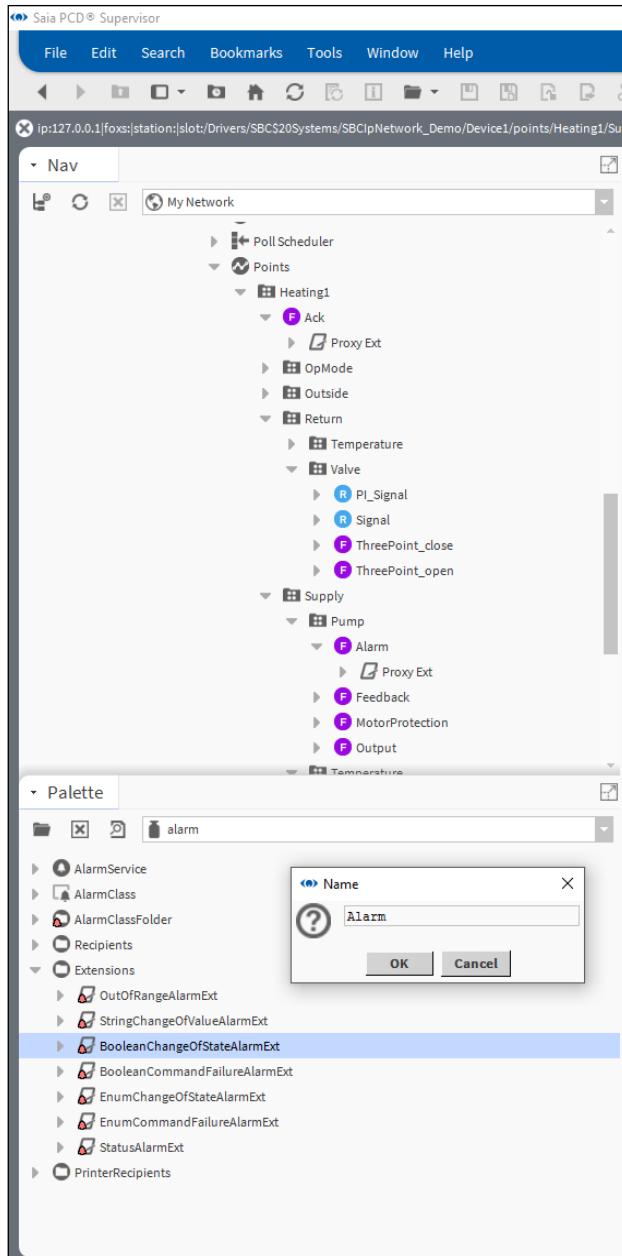 Saia PCD® Supervisor
File Edit Search Bookmarks Tools Window Help
ip:127.0.0.1|foxs:|station:|slot:/Drivers/SBC$20Systems/SBCIpNetwork_Demo/Device1/points/Heating1/Su
Nav
My Network
Poll Scheduler
Points
Heating1
F Ack
Proxy Ext
OpMode
Outside
Return
Temperature
Valve
R PI_Signal
R Signal
F ThreePoint_close
F ThreePoint_open
Supply
Pump
F Alarm
Proxy Ext
F Feedback
F MotorProtection
F Output
Temperature
Palette
alarm
AlarmService
AlarmClass
AlarmClassFolder
Recipients
Extensions
OutOfRangeAlarmExt
StringChangeOfValueAlarmExt
BooleanChangeOfStateAlarmExt
BooleanCommandFailureAlarmExt
EnumChangeOfStateAlarmExt
EnumCommandFailureAlarmExt
StatusAlarmExt
PrinterRecipients
Name
Alarm
OK Cancel